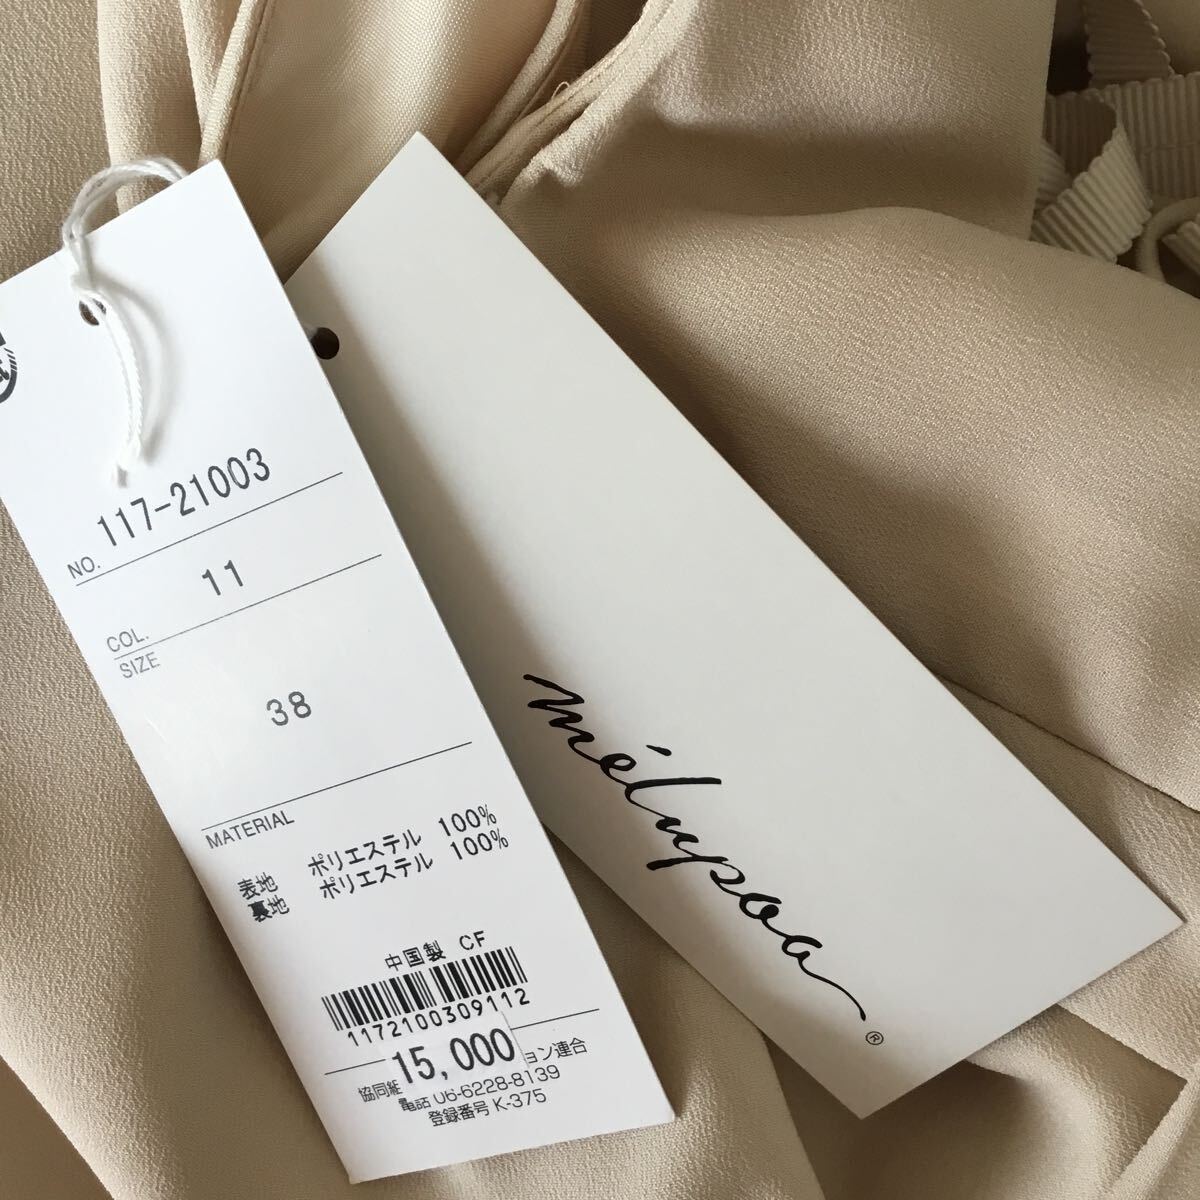 NO. 117-21003
COL. 11
SIZE
38
MATERIAL
表地 ポリエステル 100%
裏地 ポリエステル 100%
中国製 CF
1172100309112
15,000
協同組 ョン連合
電話 06-6228-8139
登録番号 K-375
mélupoa
®